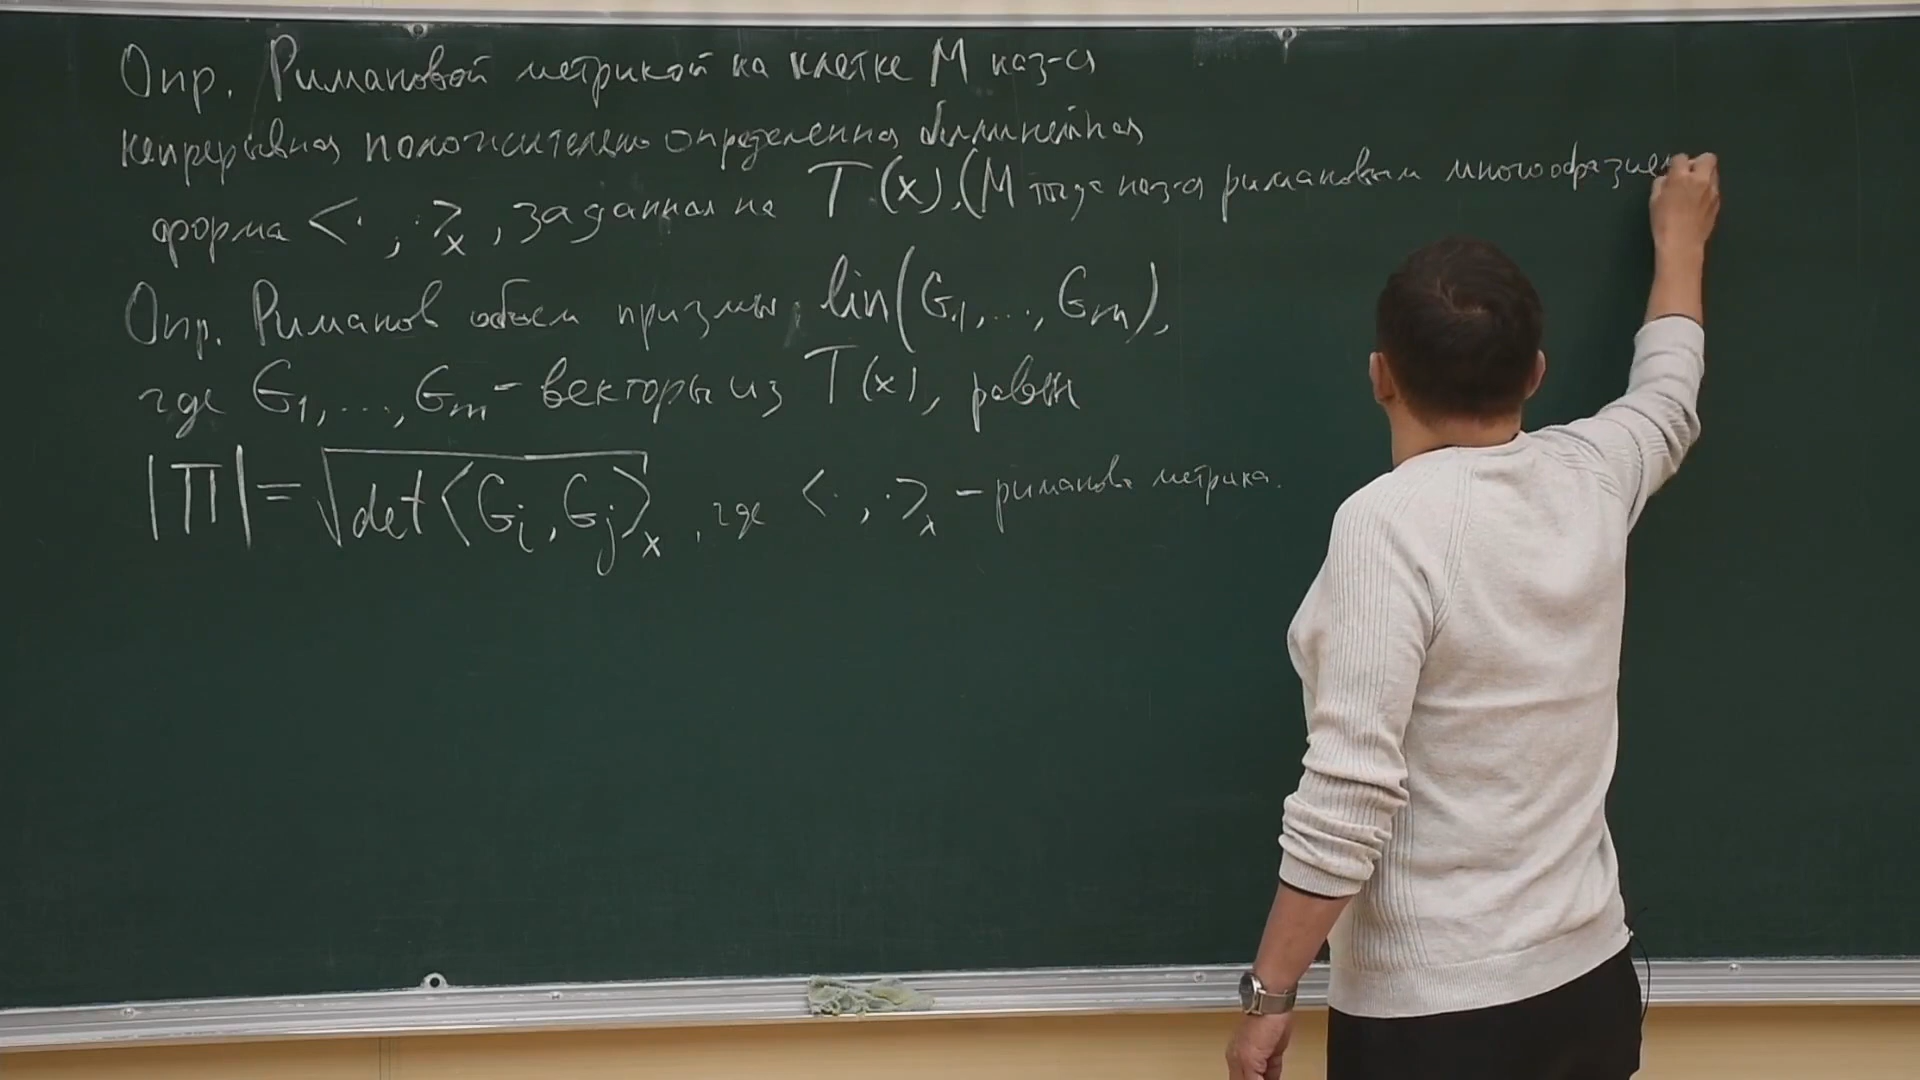 Опр. Римановой метрикой на клетке M наз-ся
непрерывная положительно определенная билинейная
форма <·,·>ₓ, заданная на T(x), (M тогда наз-ся римановым многообразием
Опр. Риманов объем призмы, lin(G₁,...,Gₘ),
где G₁,...,Gₘ - векторы из T(x), равен
|П| = √det<Gᵢ,Gⱼ>ₓ, где <·,·>ₓ - риманова метрика.